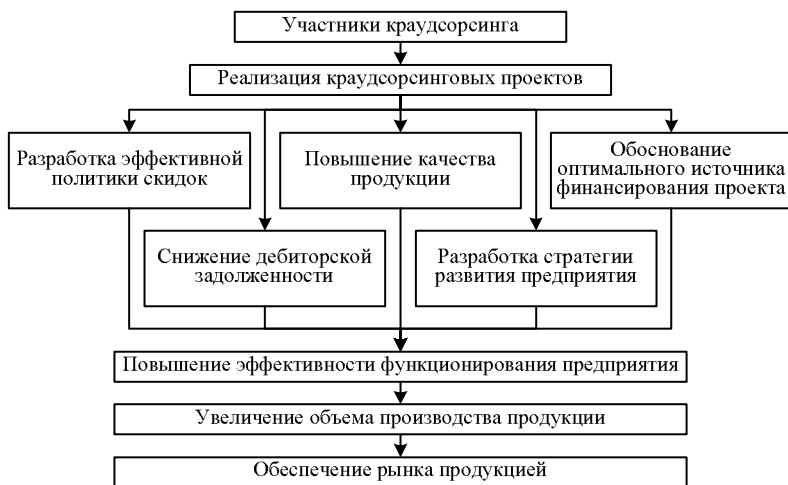 Участники краудсорсинга
Реализация краудсорсинговых проектов
Разработка эффективной
политики скидок
Повышение качества
продукции
Обоснование
оптимального источника
финансирования проекта
Снижение дебиторской
задолженности
Разработка стратегии
развития предприятия
Повышение эффективности функционирования предприятия
Увеличение объема производства продукции
Обеспечение рынка продукцией